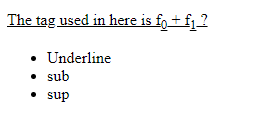 The tag used in here is f₀ + f₁ ?
• Underline
• sub
• sup